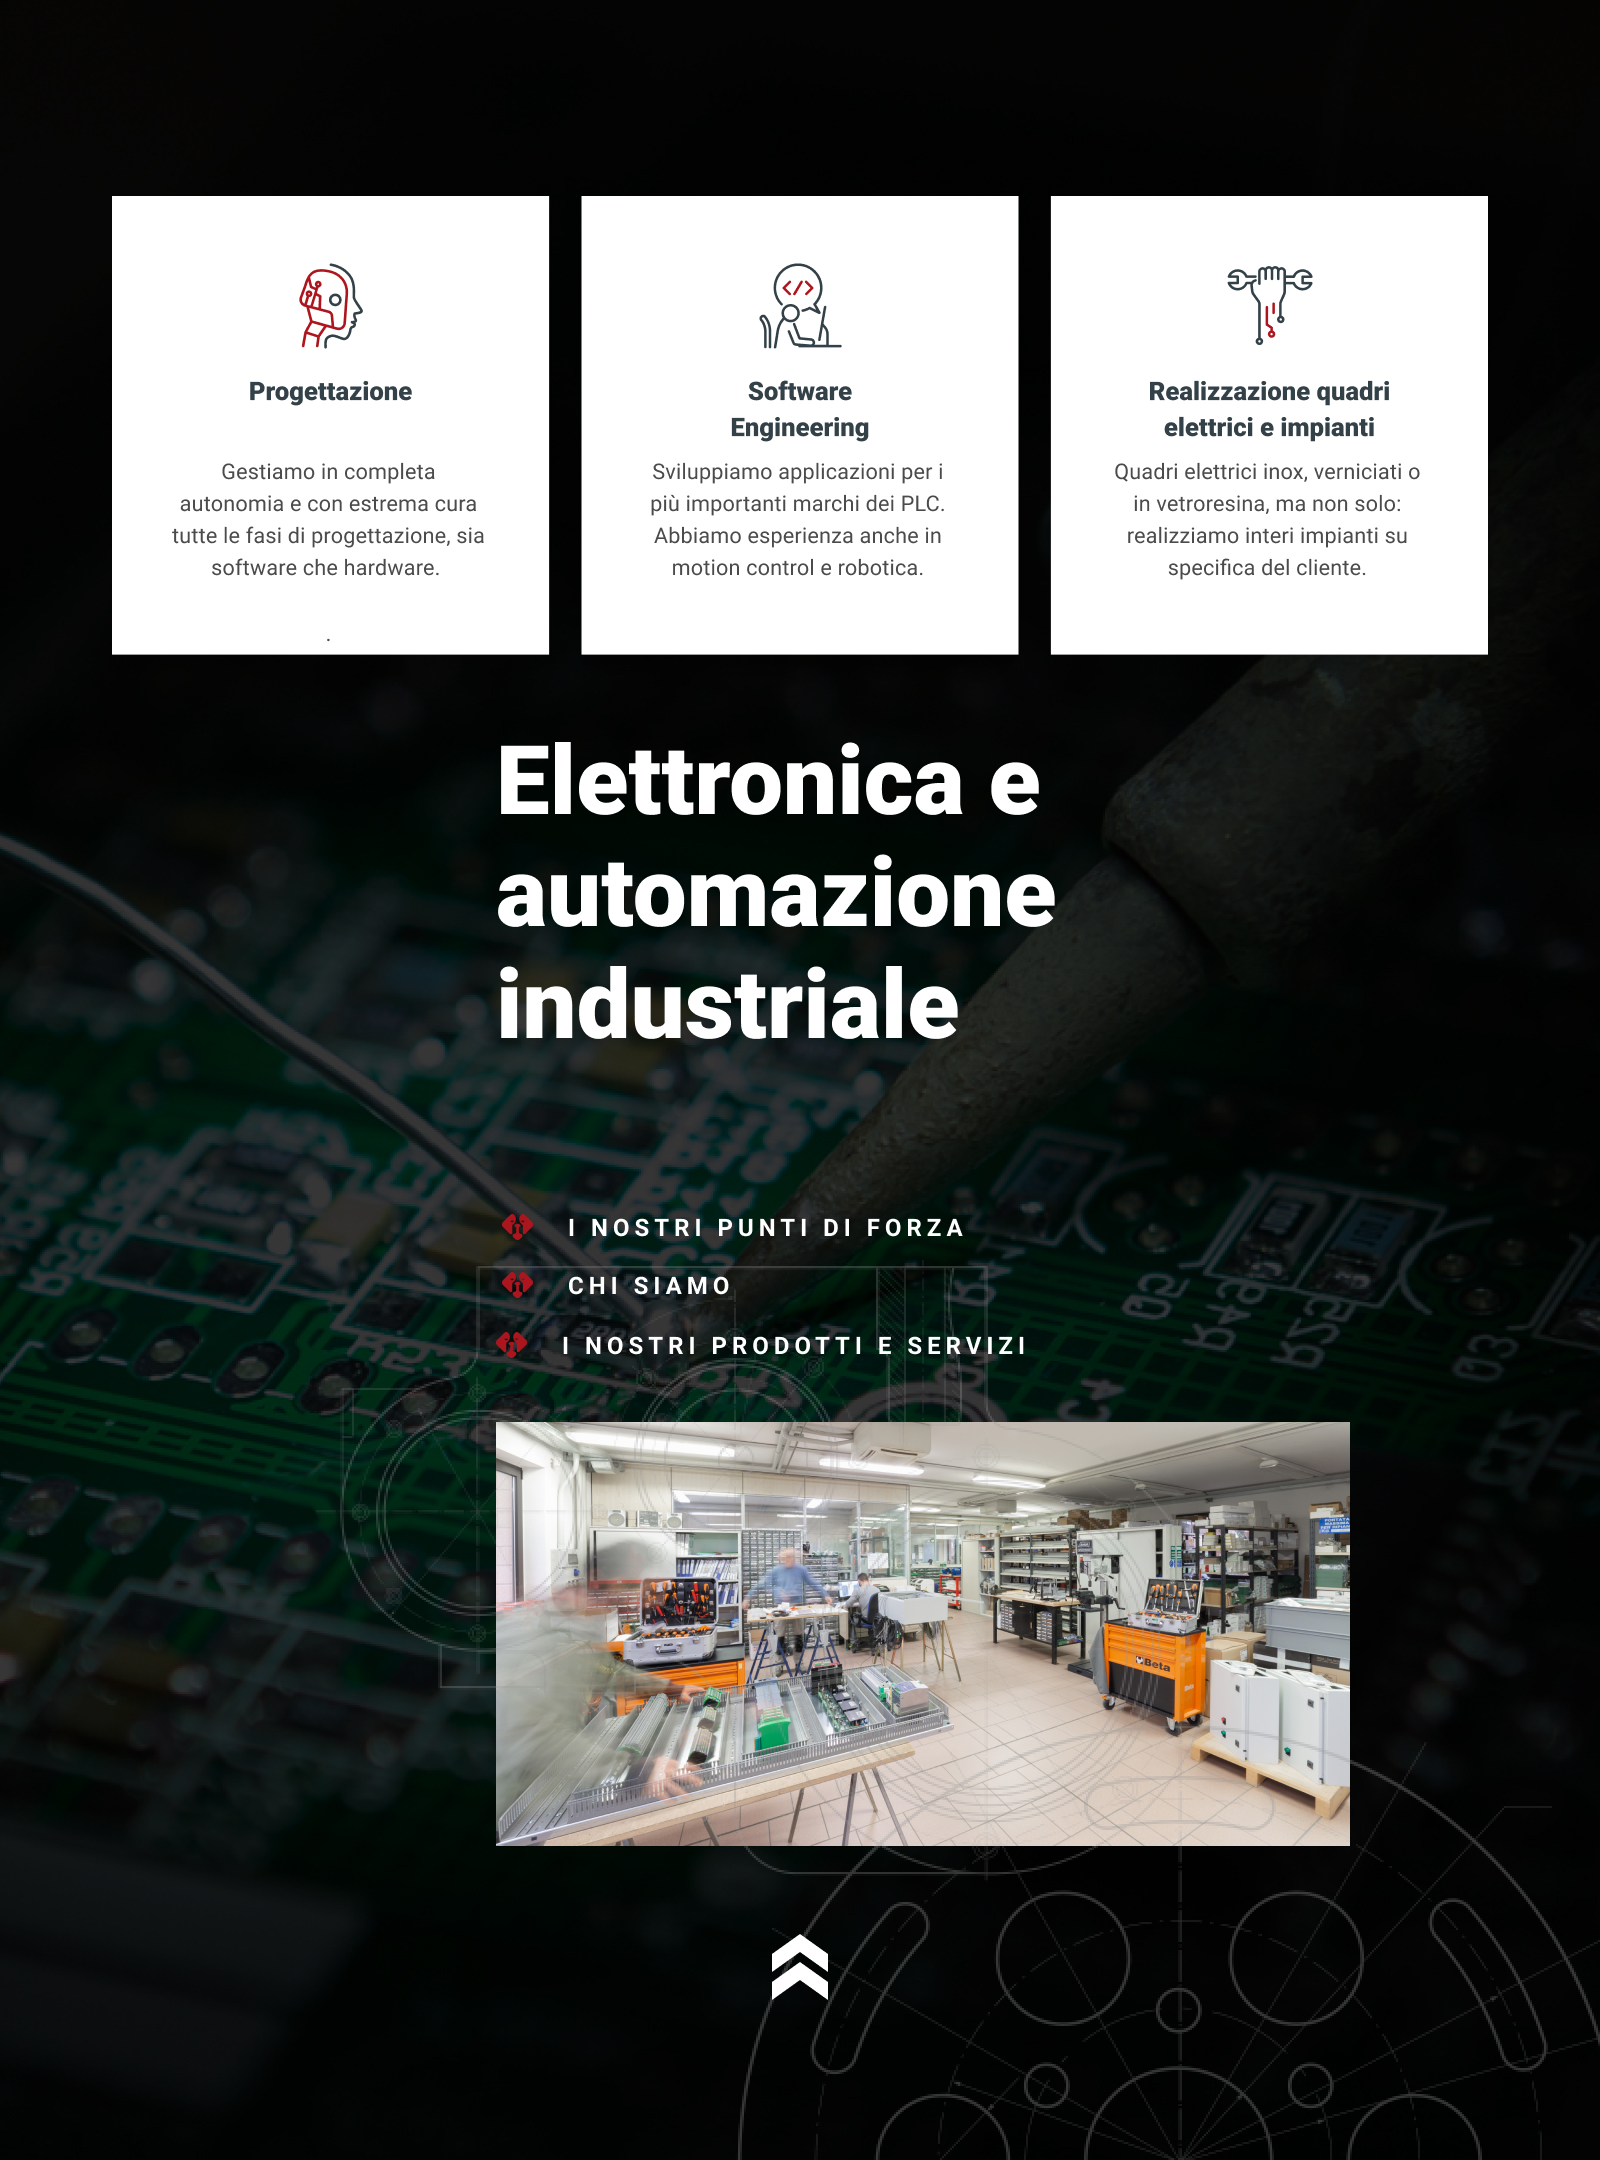 </>
Progettazione
Gestiamo in completa
autonomia e con estrema cura
tutte le fasi di progettazione, sia
software che hardware.
.
Software
Engineering
Sviluppiamo applicazioni per i
più importanti marchi dei PLC.
Abbiamo esperienza anche in
motion control e robotica.
Realizzazione quadri
elettrici e impianti
Quadri elettrici inox, verniciati o
in vetroresina, ma non solo:
realizziamo interi impianti su
specifica del cliente.
Elettronica e
automazione
industriale
I NOSTRI PUNTI DI FORZA
CHI SIAMO
I NOSTRI PRODOTTI E SERVIZI
PORTATA
MASSIMA
Beta